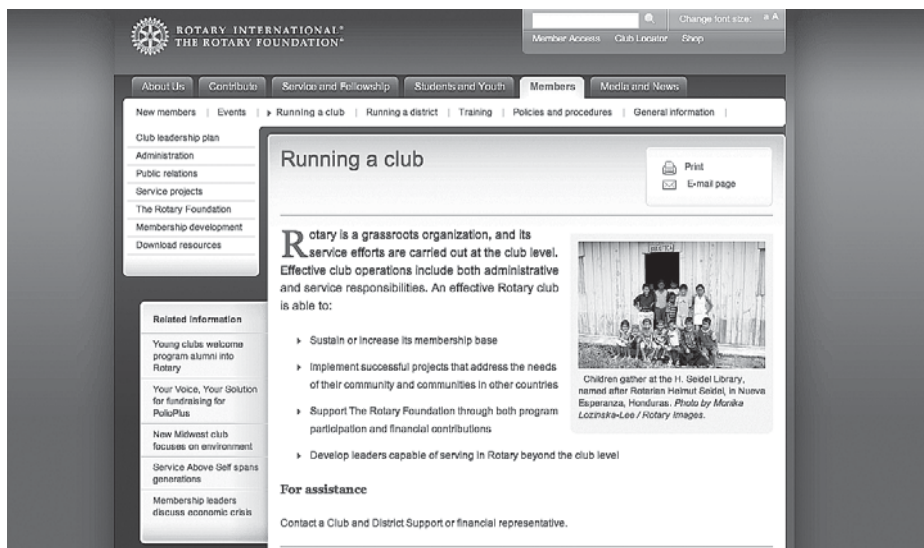 ROTARY INTERNATIONAL®
THE ROTARY FOUNDATION®
Change font size: a A
Member Access Club Locator Shop
About Us Contribute Service and Fellowship Students and Youth Members Media and News
New members | Events | Running a club | Running a district | Training | Policies and procedures | General information |
Club leadership plan
Administration
Public relations
Service projects
The Rotary Foundation
Membership development
Download resources
Related Information
Young clubs welcome
program alumni into
Rotary
Your Voice, Your Solution
for fundraising for
PolioPlus
New Midwest club
focuses on environment
Service Above Self spans
generations
Membership leaders
discuss economic crisis
Running a club
Print
E-mail page
Rotary is a grassroots organization, and its
service efforts are carried out at the club level.
Effective club operations include both administrative
and service responsibilities. An effective Rotary club
is able to:
Sustain or increase its membership base
Implement successful projects that address the needs
of their community and communities in other countries
Support The Rotary Foundation through both program
participation and financial contributions
Develop leaders capable of serving in Rotary beyond the club level
Children gather at the H. Seidel Library,
named after Rotarian Helmut Seidel, in Nueva
Esperanza, Honduras. Photo by Monika
Lozinska-Lee / Rotary Images.
For assistance
Contact a Club and District Support or financial representative.